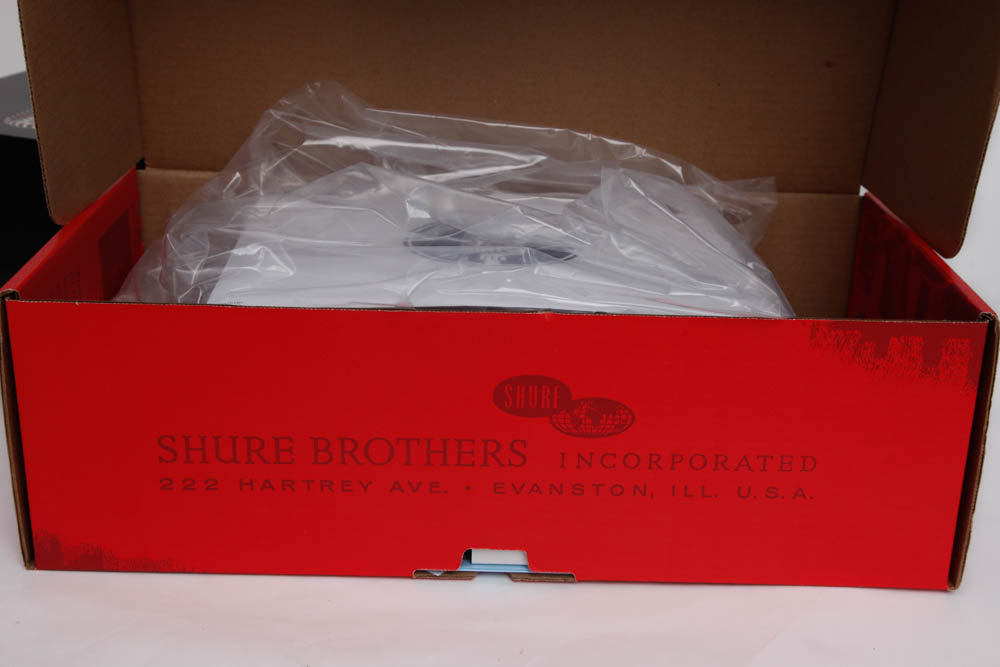 SHURE
SHURE BROTHERS INCORPORATED
222 HARTREY AVE. • EVANSTON, ILL. U.S.A.